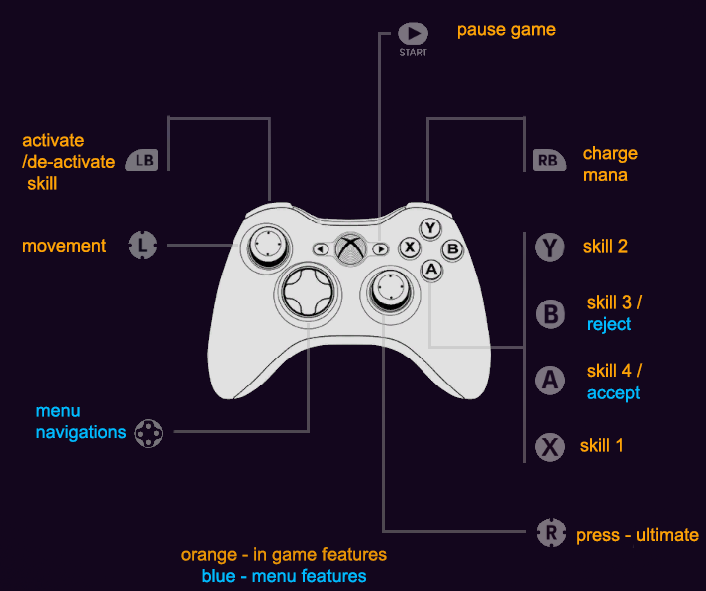 pause game
START
activate
/de-activate
skill
LB
RB
charge
mana
movement
L
Y
X
B
A
Y
skill 2
B
skill 3 /
reject
A
skill 4 /
accept
menu
navigations
X
skill 1
R
press - ultimate
orange - in game features
blue - menu features